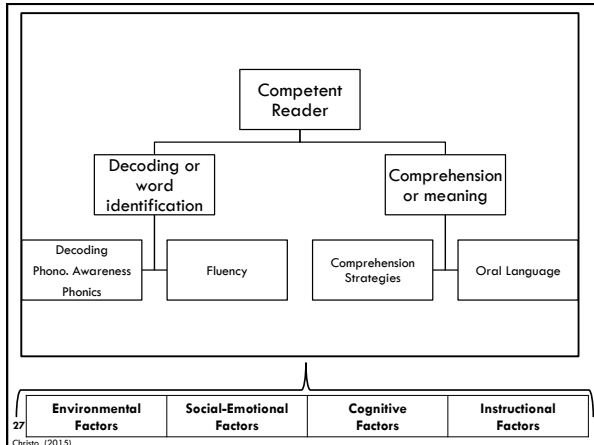 Competent
Reader
Decoding or
word
identification
Comprehension
or meaning
Decoding
Phono. Awareness
Phonics
Fluency
Comprehension
Strategies
Oral Language
Environmental
Factors
Social-Emotional
Factors
Cognitive
Factors
Instructional
Factors
27
Christo, (2015)